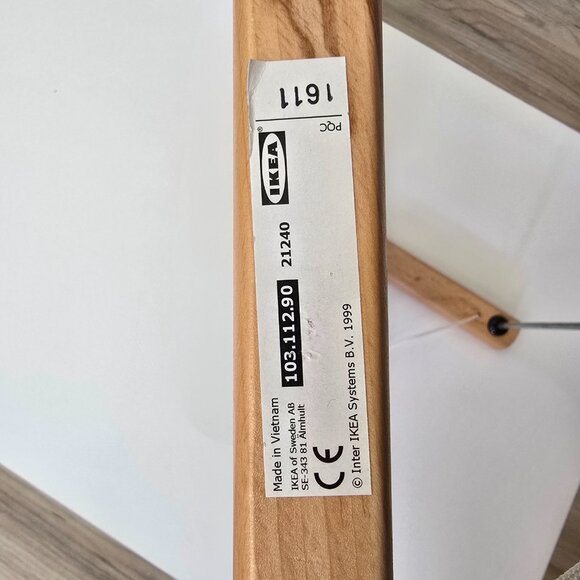 Made in Vietnam
IKEA of Sweden AB
SE-343 81 Älmhult
103.112.90 21240
IKEA®
CE
© Inter IKEA Systems B.V. 1999
PQC
1611